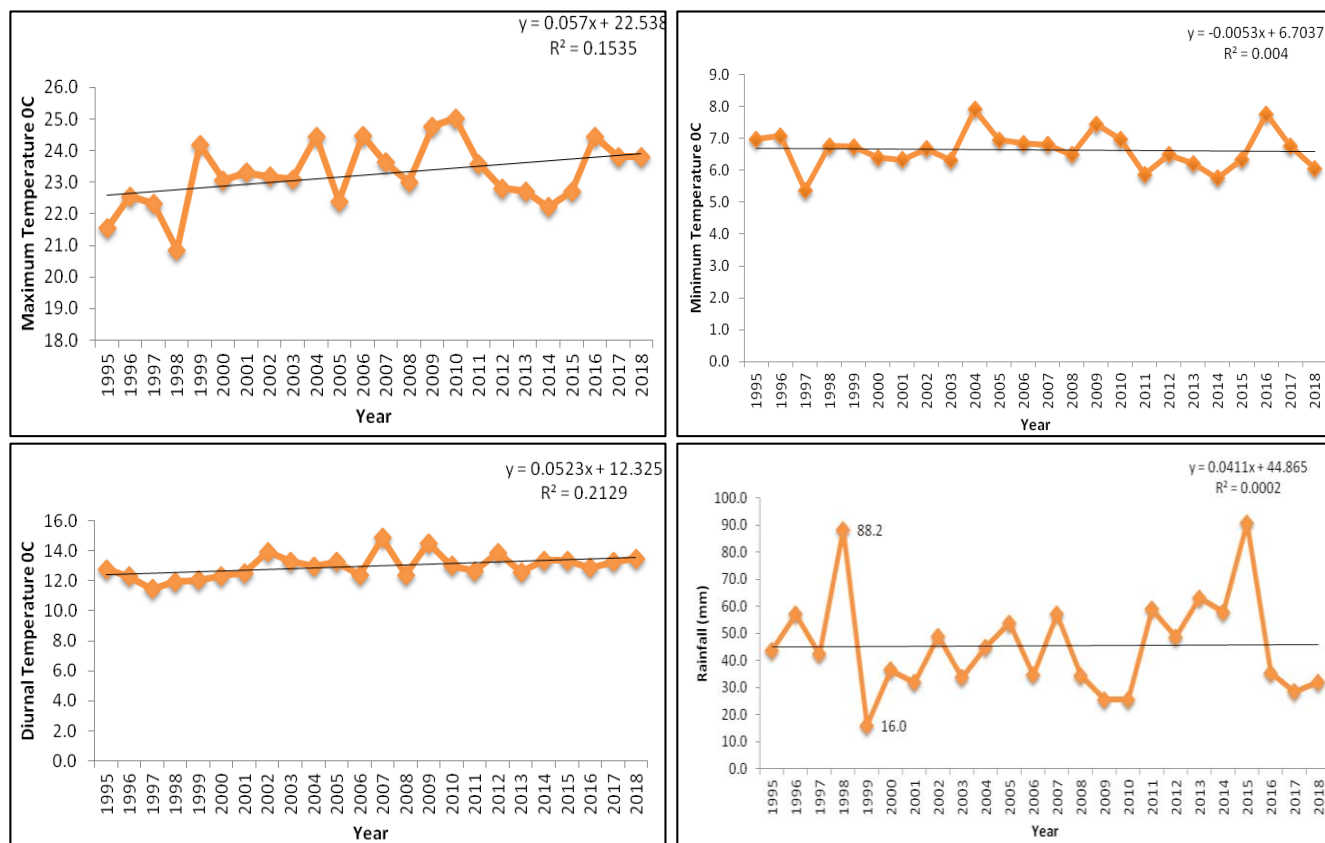 y = 0.057x + 22.538
R² = 0.1535
26.0
25.0
24.0
23.0
22.0
21.0
20.0
19.0
18.0
Maximum Temperature 0C
1995 1996 1997 1998 1999 2000 2001 2002 2003 2004 2005 2006 2007 2008 2009 2010 2011 2012 2013 2014 2015 2016 2017 2018
Year
y = -0.0053x + 6.7037
R² = 0.004
9.0
8.0
7.0
6.0
5.0
4.0
3.0
2.0
1.0
0.0
Minimum Temperature 0C
1995 1996 1997 1998 1999 2000 2001 2002 2003 2004 2005 2006 2007 2008 2009 2010 2011 2012 2013 2014 2015 2016 2017 2018
Year
y = 0.0523x + 12.325
R² = 0.2129
16.0
14.0
12.0
10.0
8.0
6.0
4.0
2.0
0.0
Diurnal Temperature 0C
1995 1996 1997 1998 1999 2000 2001 2002 2003 2004 2005 2006 2007 2008 2009 2010 2011 2012 2013 2014 2015 2016 2017 2018
Year
y = 0.0411x + 44.865
R² = 0.0002
100.0
90.0
80.0
70.0
60.0
50.0
40.0
30.0
20.0
10.0
0.0
Rainfall (mm)
88.2
16.0
1995 1996 1997 1998 1999 2000 2001 2002 2003 2004 2005 2006 2007 2008 2009 2010 2011 2012 2013 2014 2015 2016 2017 2018
Year